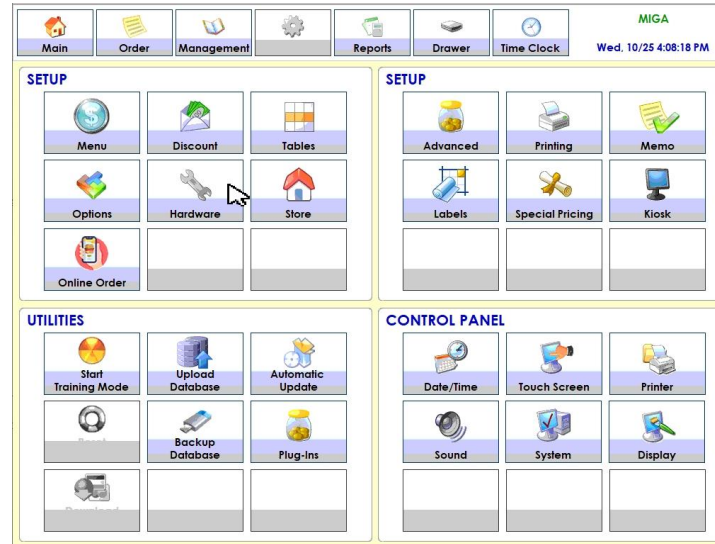 Main
Order
Management
Reports
Drawer
Time Clock
MIGA
Wed, 10/25 4:08:18 PM
SETUP
Menu
Discount
Tables
Options
Hardware
Store
Online Order
SETUP
Advanced
Printing
Memo
Labels
Special Pricing
Kiosk
UTILITIES
Start
Training Mode
Upload
Database
Automatic
Update
Backup
Database
Plug-Ins
CONTROL PANEL
Date/Time
Touch Screen
Printer
Sound
System
Display